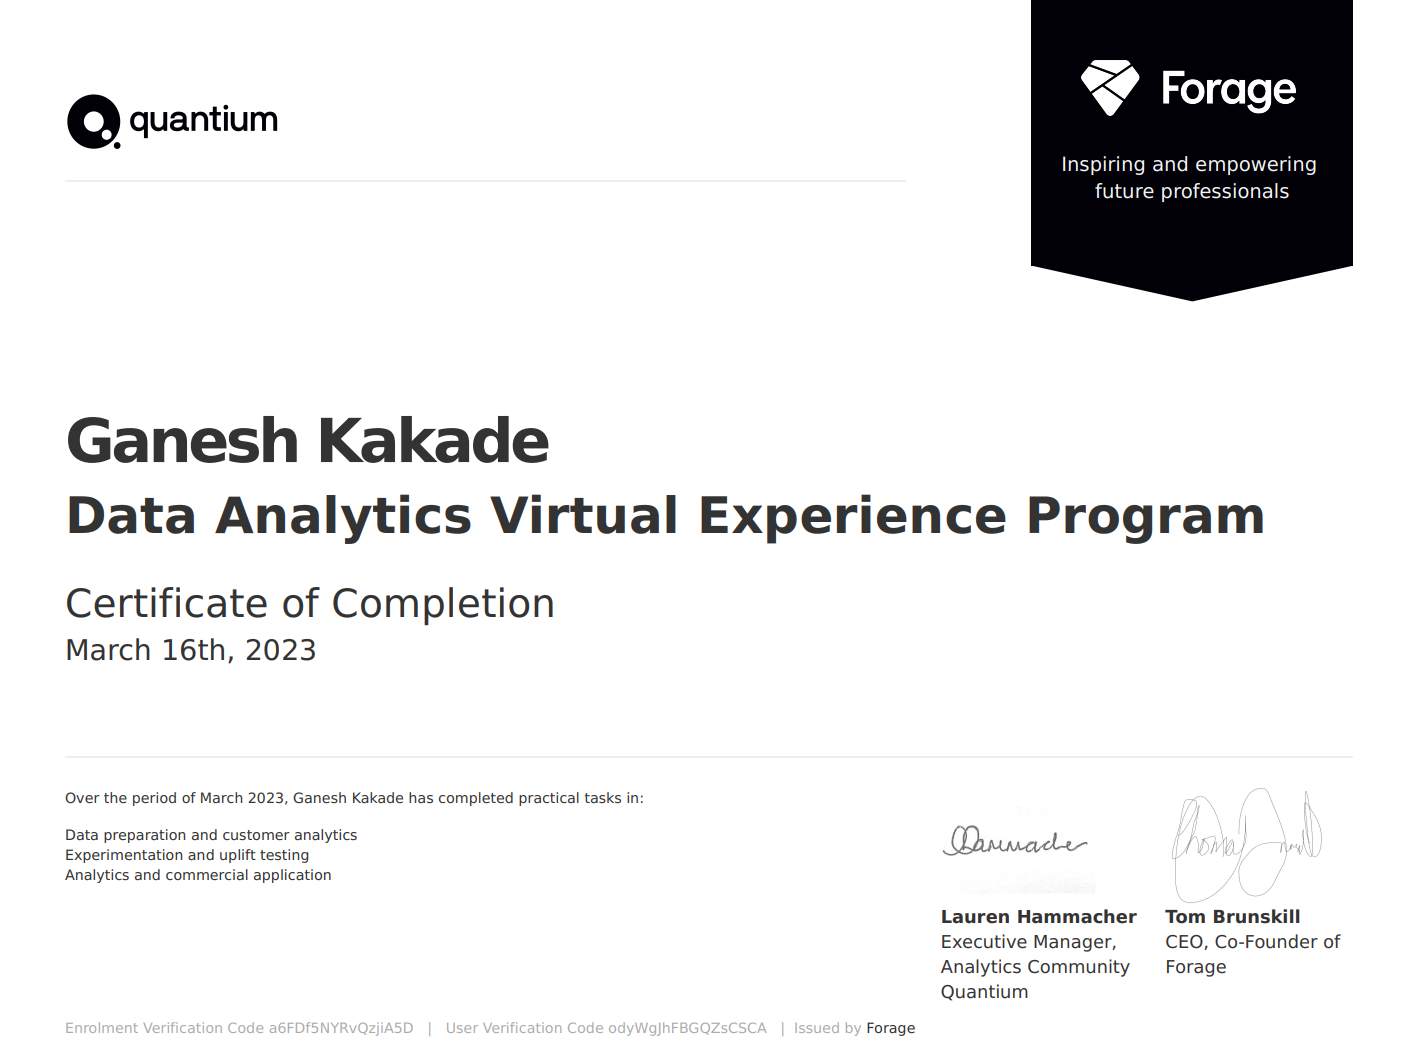 quantium
Forage
Inspiring and empowering
future professionals
Ganesh Kakade
Data Analytics Virtual Experience Program
Certificate of Completion
March 16th, 2023
Over the period of March 2023, Ganesh Kakade has completed practical tasks in:
Data preparation and customer analytics
Experimentation and uplift testing
Analytics and commercial application
Lauren Hammacher
Executive Manager,
Analytics Community
Quantium
Tom Brunskill
CEO, Co-Founder of
Forage
Enrolment Verification Code a6FDf5NYRvQzjiA5D | User Verification Code odyWgJhFBGQZsCSCA | Issued by Forage